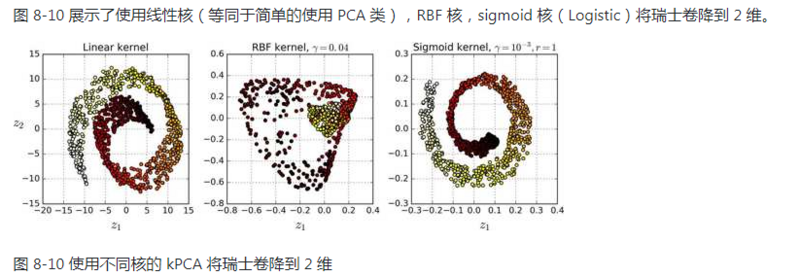 图 8-10 展示了使用线性核（等同于简单的使用 PCA 类），RBF 核，sigmoid 核（Logistic）将瑞士卷降到 2 维。
Linear kernel
RBF kernel, γ=0.04
Sigmoid kernel, γ=10⁻³, r=1
z₂
15
10
5
0
−5
−10
−15
−20 −15 −10 −5 0 5 10 15
z₁
0.6
0.4
0.2
0.0
−0.2
−0.4
−0.6
−0.8
−0.8 −0.6 −0.4 −0.2 0.0 0.2 0.4
z₁
0.3
0.2
0.1
0.0
−0.1
−0.2
−0.3
−0.3 −0.2 −0.1 0.0 0.1 0.2 0.3 0.4
z₁
图 8-10 使用不同核的 kPCA 将瑞士卷降到 2 维